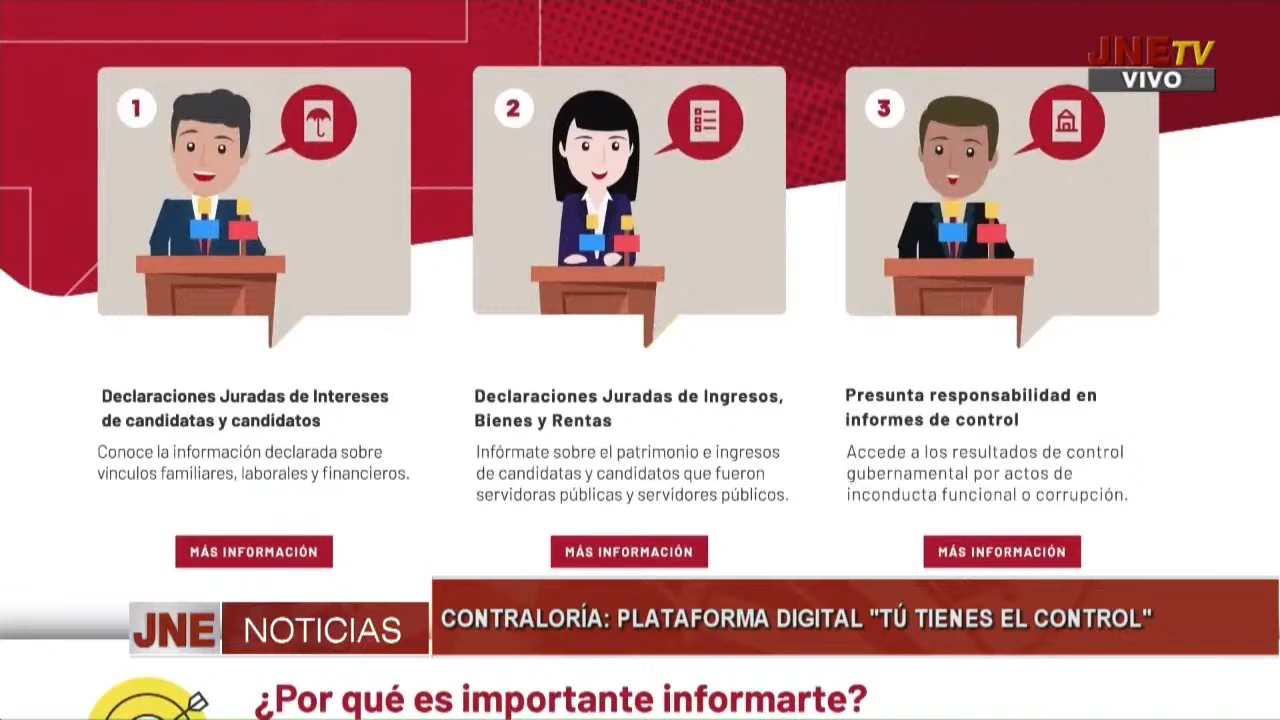 JNETV
VIVO
1
2
3
Declaraciones Juradas de Intereses
de candidatas y candidatos
Conoce la información declarada sobre
vínculos familiares, laborales y financieros.
MÁS INFORMACIÓN
Declaraciones Juradas de Ingresos,
Bienes y Rentas
Infórmate sobre el patrimonio e ingresos
de candidatas y candidatos que fueron
servidoras públicas y servidores públicos.
MÁS INFORMACIÓN
Presunta responsabilidad en
informes de control
Accede a los resultados de control
gubernamental por actos de
inconducta funcional o corrupción.
MÁS INFORMACIÓN
JNE NOTICIAS
CONTRALORÍA: PLATAFORMA DIGITAL "TÚ TIENES EL CONTROL"
¿Por qué es importante informarte?